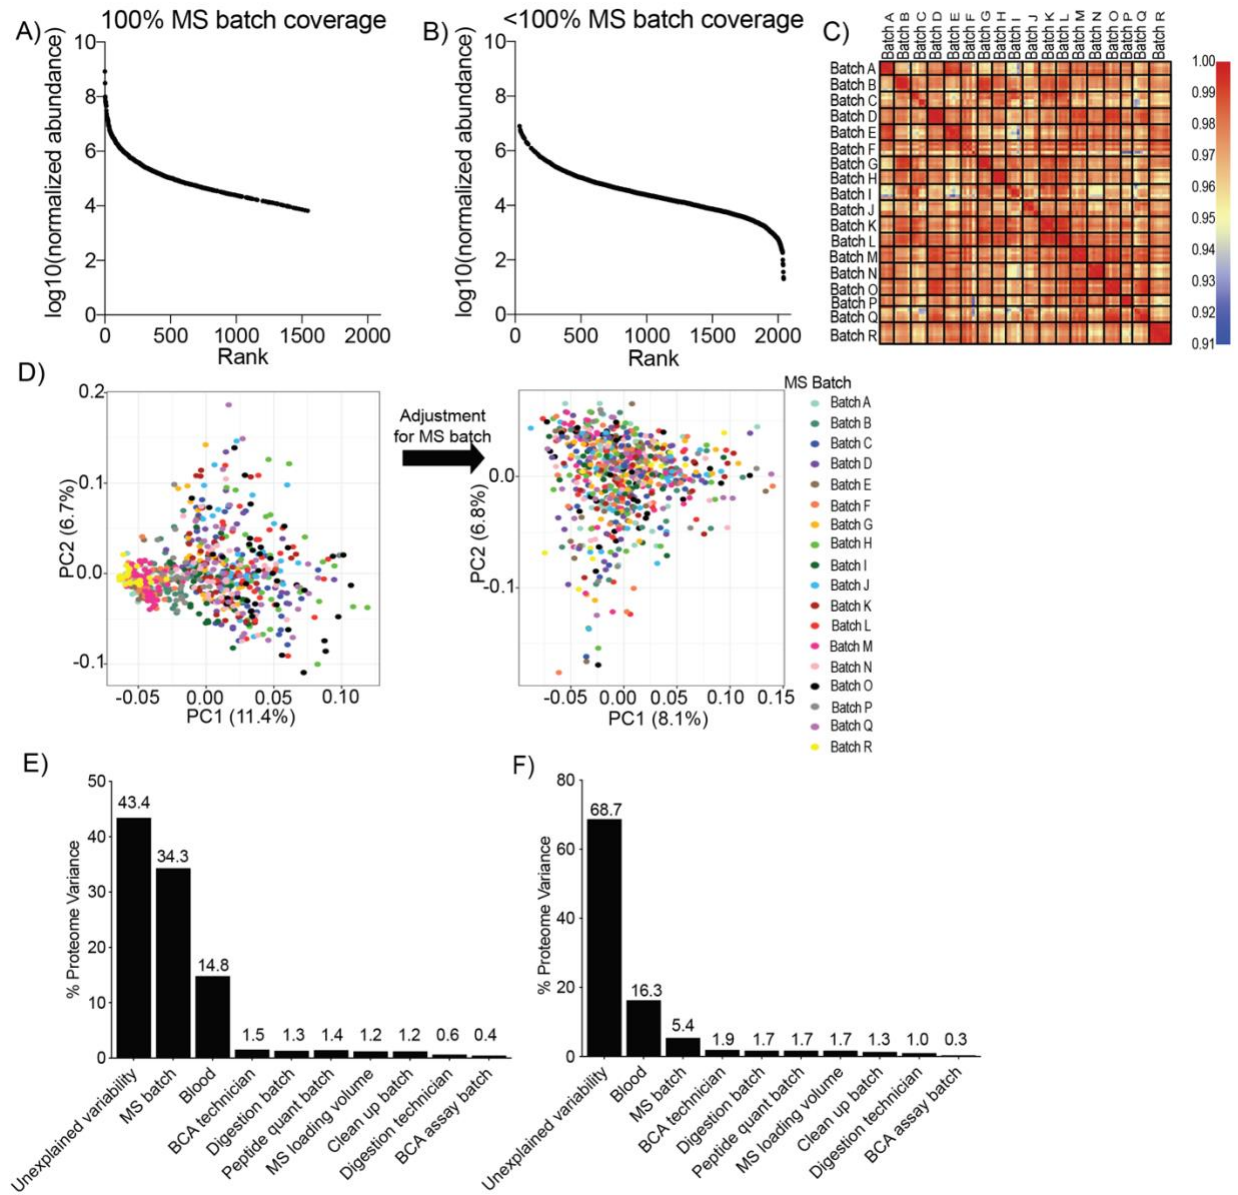 A)
100% MS batch coverage
log10(normalized abundance)
10
8
6
4
2
0
0 500 1000 1500 2000
Rank
B)
<100% MS batch coverage
log10(normalized abundance)
10
8
6
4
2
0
0 500 1000 1500 2000
Rank
C)
Batch A
Batch B
Batch C
Batch D
Batch E
Batch F
Batch G
Batch H
Batch I
Batch J
Batch K
Batch L
Batch M
Batch N
Batch O
Batch P
Batch Q
Batch R
Batch A
Batch B
Batch C
Batch D
Batch E
Batch F
Batch G
Batch H
Batch I
Batch J
Batch K
Batch L
Batch M
Batch N
Batch O
Batch P
Batch Q
Batch R
1.00
0.99
0.98
0.97
0.96
0.95
0.94
0.93
0.92
0.91
D)
PC2 (6.7%)
0.2
0.1
0.0
-0.1
-0.05 0.00 0.05 0.10
PC1 (11.4%)
Adjustment
for MS batch
PC2 (6.8%)
0.0
-0.1
-0.05 0.00 0.05 0.10 0.15
PC1 (8.1%)
MS Batch
Batch A
Batch B
Batch C
Batch D
Batch E
Batch F
Batch G
Batch H
Batch I
Batch J
Batch K
Batch L
Batch M
Batch N
Batch O
Batch P
Batch Q
Batch R
E)
% Proteome Variance
50
40
30
20
10
0
43.4
34.3
14.8
1.5
1.3
1.4
1.2
1.2
0.6
0.4
Unexplained variability
MS batch
Blood
BCA technician
Digestion batch
Peptide quant batch
MS loading volume
Clean up batch
Digestion technician
BCA assay batch
F)
% Proteome Variance
80
60
40
20
0
68.7
16.3
5.4
1.9
1.7
1.7
1.7
1.3
1.0
0.3
Unexplained variability
Blood
MS batch
BCA technician
Digestion batch
Peptide quant batch
MS loading volume
Clean up batch
Digestion technician
BCA assay batch